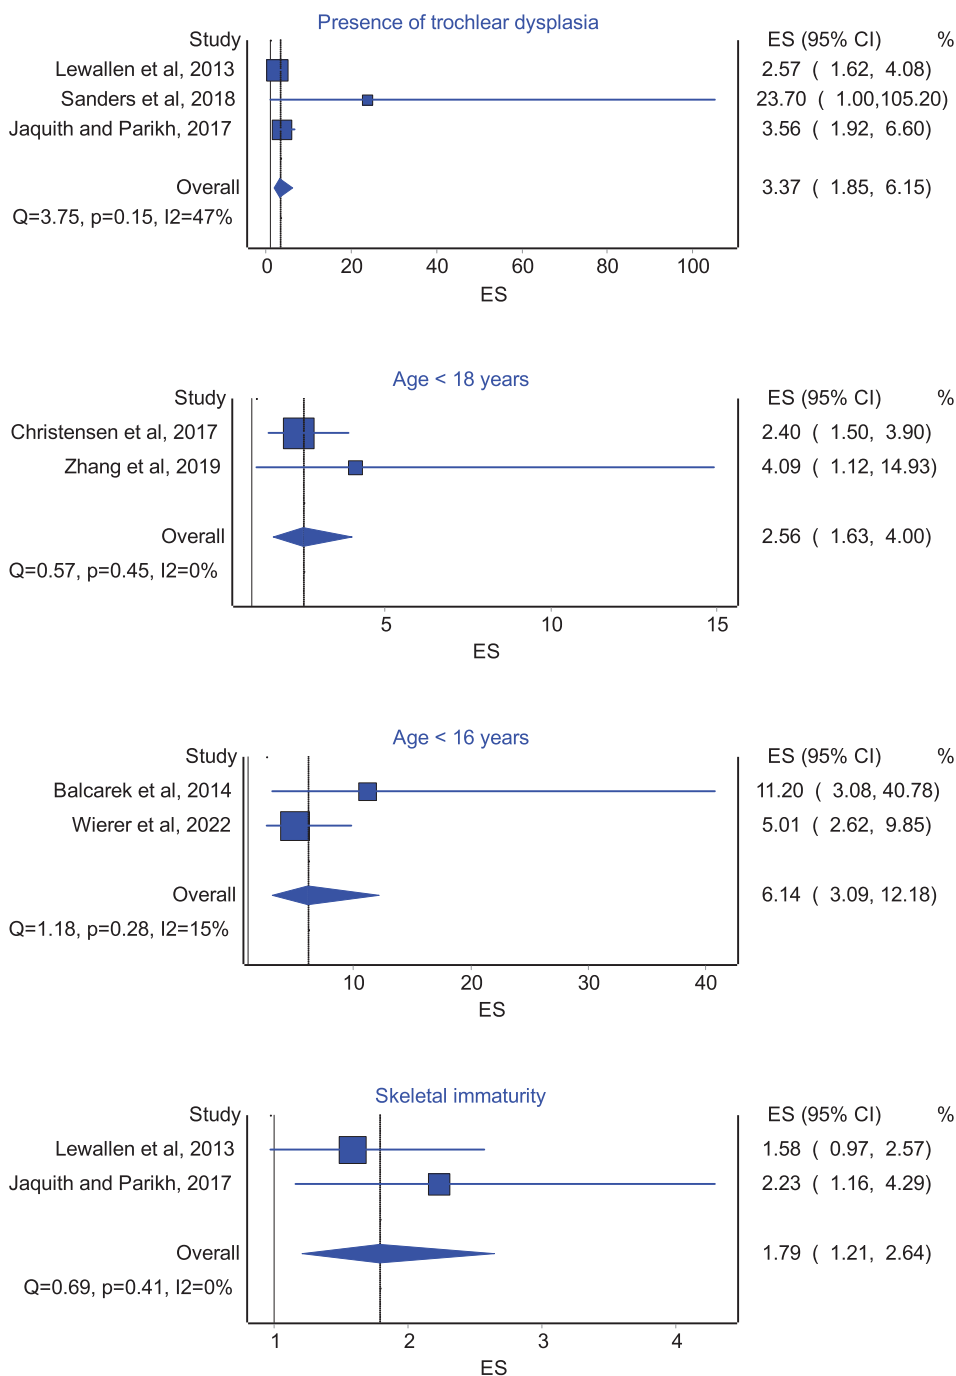 Presence of trochlear dysplasia
Study ES (95% CI) %
Lewallen et al, 2013 2.57 ( 1.62, 4.08)
Sanders et al, 2018 23.70 ( 1.00,105.20)
Jaquith and Parikh, 2017 3.56 ( 1.92, 6.60)
Overall 3.37 ( 1.85, 6.15)
Q=3.75, p=0.15, I2=47%
0 20 40 60 80 100
ES
Age < 18 years
Study ES (95% CI) %
Christensen et al, 2017 2.40 ( 1.50, 3.90)
Zhang et al, 2019 4.09 ( 1.12, 14.93)
Overall 2.56 ( 1.63, 4.00)
Q=0.57, p=0.45, I2=0%
5 10 15
ES
Age < 16 years
Study ES (95% CI) %
Balcarek et al, 2014 11.20 ( 3.08, 40.78)
Wierer et al, 2022 5.01 ( 2.62, 9.85)
Overall 6.14 ( 3.09, 12.18)
Q=1.18, p=0.28, I2=15%
10 20 30 40
ES
Skeletal immaturity
Study ES (95% CI) %
Lewallen et al, 2013 1.58 ( 0.97, 2.57)
Jaquith and Parikh, 2017 2.23 ( 1.16, 4.29)
Overall 1.79 ( 1.21, 2.64)
Q=0.69, p=0.41, I2=0%
1 2 3 4
ES